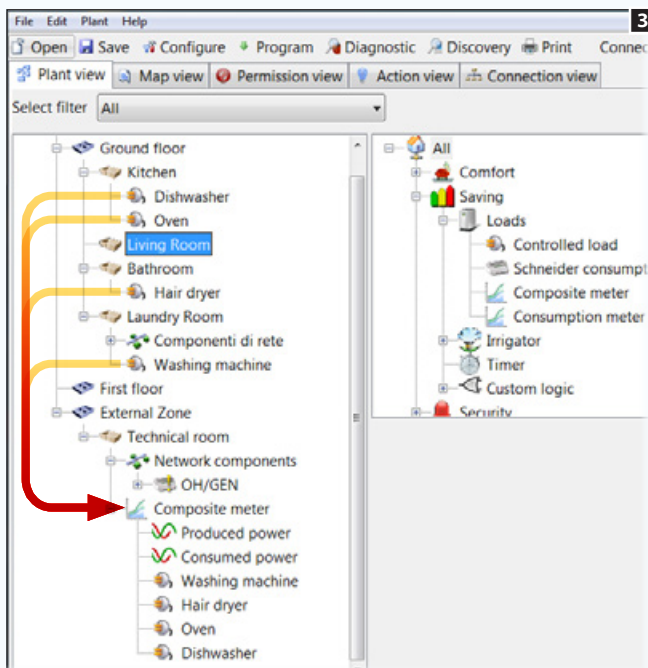 File Edit Plant Help
3
Open Save Configure Program Diagnostic Discovery Print Connec
Plant view Map view Permission view Action view Connection view
Select filter All
Ground floor
Kitchen
Dishwasher
Oven
Living Room
Bathroom
Hair dryer
Laundry Room
Componenti di rete
Washing machine
First floor
External Zone
Technical room
Network components
OH/GEN
Composite meter
Produced power
Consumed power
Washing machine
Hair dryer
Oven
Dishwasher
All
Comfort
Saving
Loads
Controlled load
Schneider consumpt
Composite meter
Consumption meter
Irrigator
Timer
Custom logic
Security